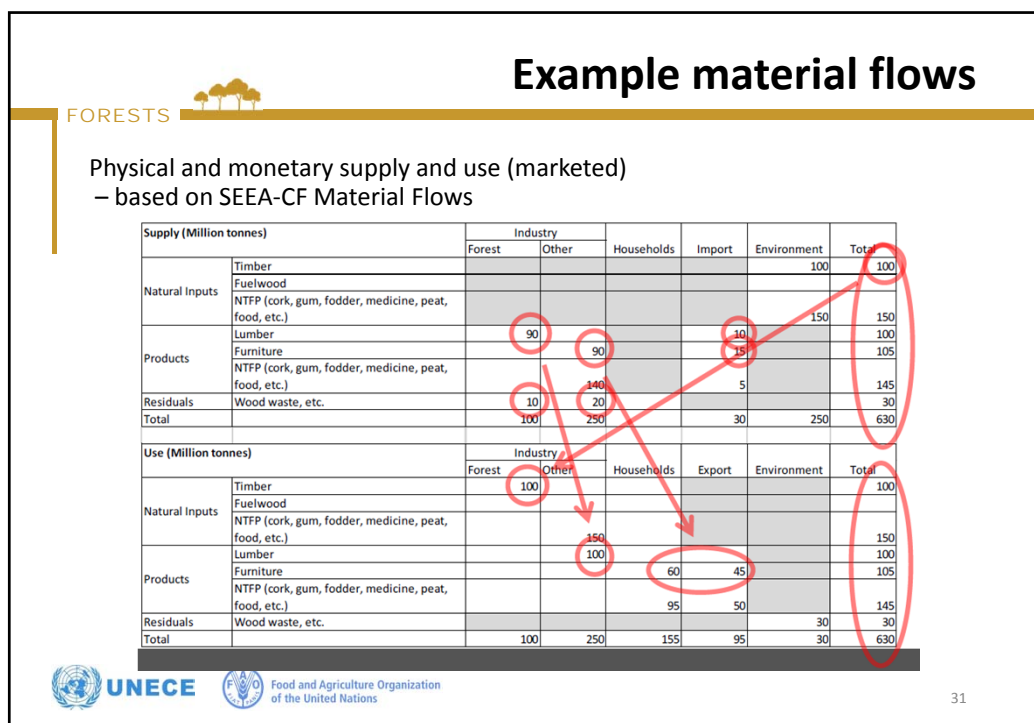 Example material flows
FORESTS
Physical and monetary supply and use (marketed)
– based on SEEA-CF Material Flows
Supply (Million tonnes) Industry
Forest Other Households Import Environment Total
Natural Inputs Timber 100 100
Fuelwood
NTFP (cork, gum, fodder, medicine, peat,
food, etc.) 150 150
Products Lumber 90 10 100
Furniture 90 15 105
NTFP (cork, gum, fodder, medicine, peat,
food, etc.) 140 5 145
Residuals Wood waste, etc. 10 20 30
Total 100 250 30 250 630
Use (Million tonnes) Industry
Forest Other Households Export Environment Total
Natural Inputs Timber 100 100
Fuelwood
NTFP (cork, gum, fodder, medicine, peat,
food, etc.) 150 150
Products Lumber 100 100
Furniture 60 45 105
NTFP (cork, gum, fodder, medicine, peat,
food, etc.) 95 50 145
Residuals Wood waste, etc. 30 30
Total 100 250 155 95 30 630
UNECE
FAO
FIAT PANIS
Food and Agriculture Organization
of the United Nations
31